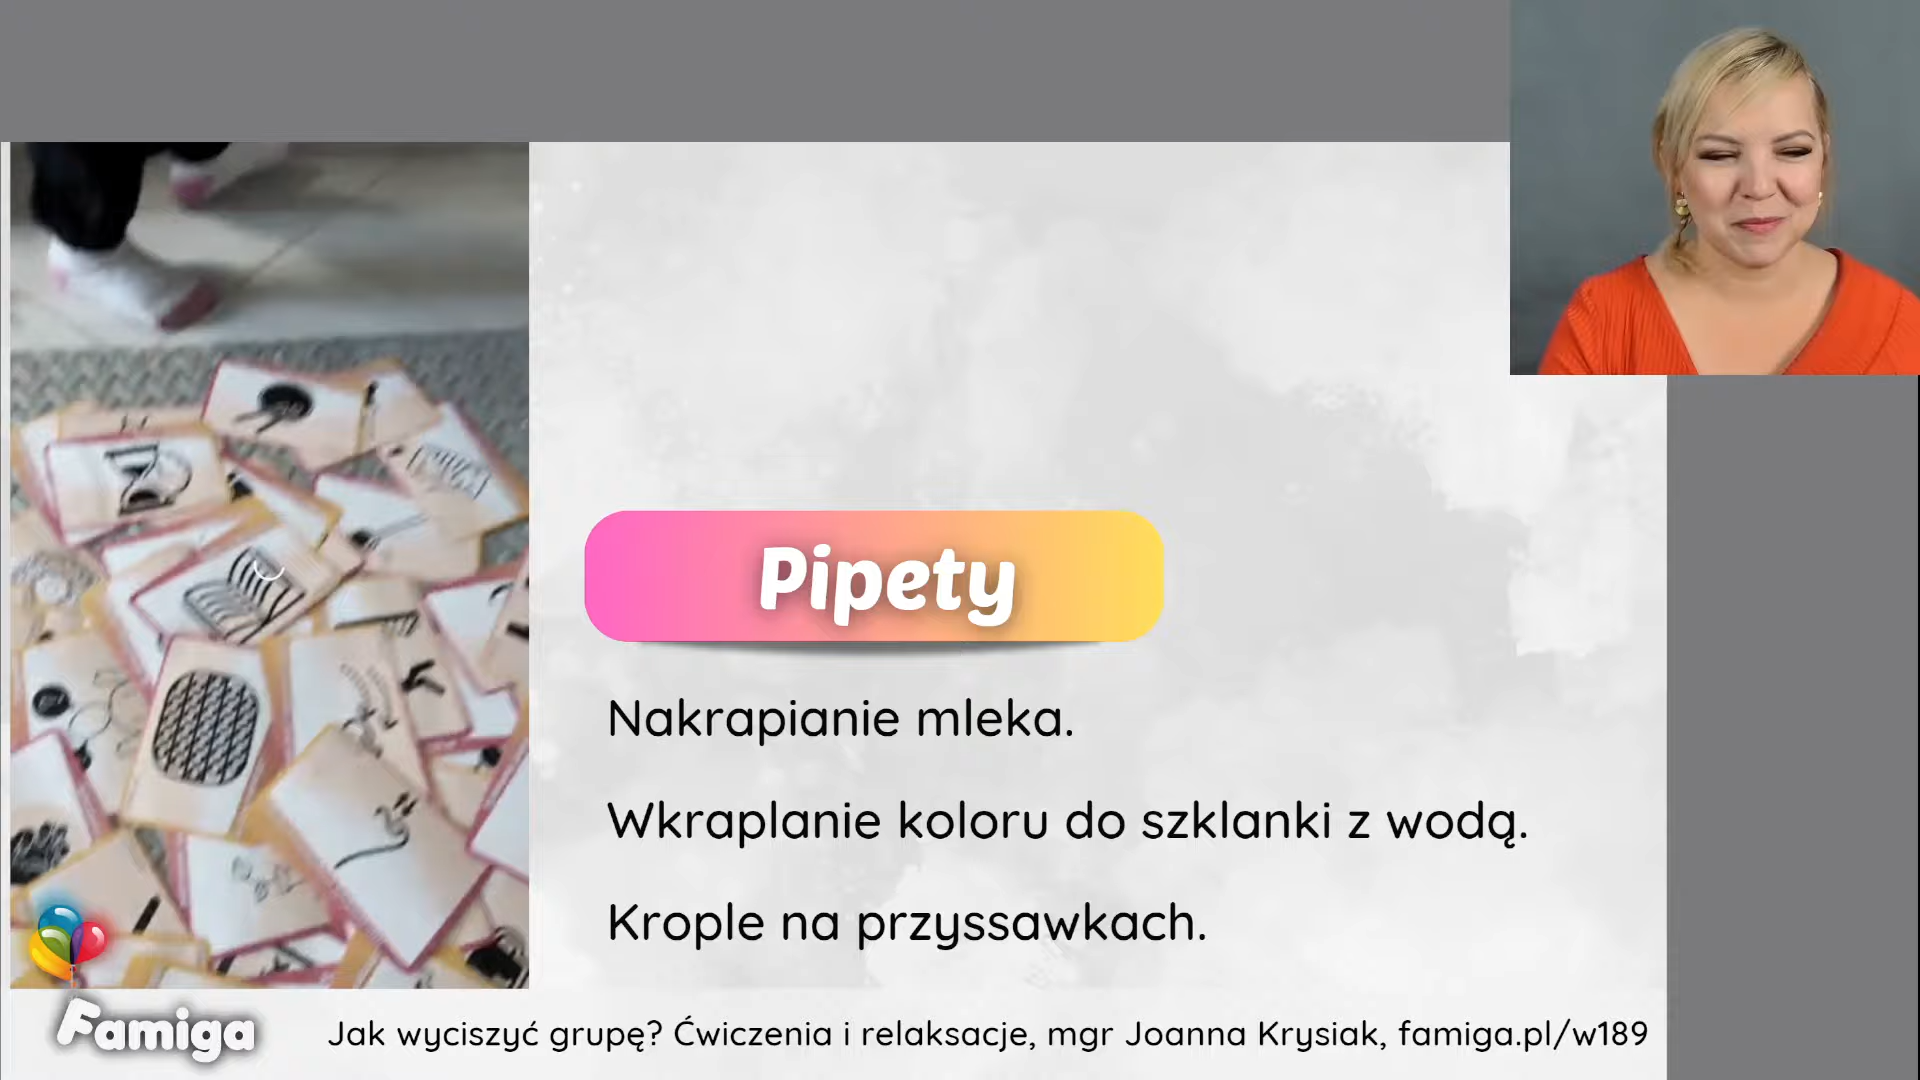 Pipety
Nakrapianie mleka.
Wkraplanie koloru do szklanki z wodą.
Krople na przyssawkach.
Famiga
Jak wyciszyć grupę? Ćwiczenia i relaksacje, mgr Joanna Krysiak, famiga.pl/w189